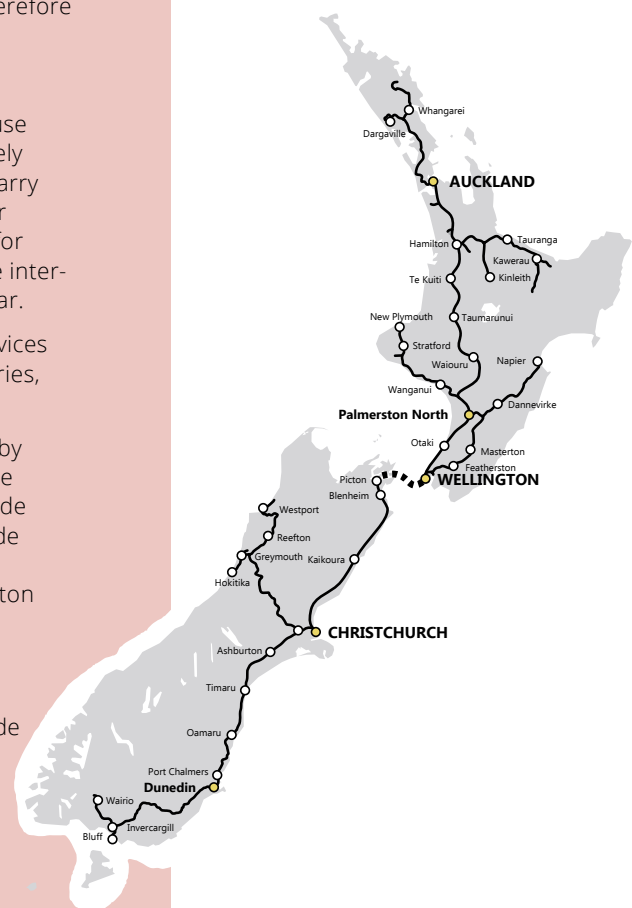 erefore
use
ely
arry
r
for
e inter-
ar.
vices
ries,
by
e
de
de
ton
de
Whangarei
Dargaville
AUCKLAND
Hamilton
Tauranga
Kawerau
Kinleith
Te Kuiti
New Plymouth
Taumarunui
Stratford
Waiouru
Napier
Wanganui
Dannevirke
Palmerston North
Otaki
Masterton
Featherston
WELLINGTON
Picton
Blenheim
Westport
Reefton
Greymouth
Kaikoura
Hokitika
CHRISTCHURCH
Ashburton
Timaru
Oamaru
Port Chalmers
Dunedin
Wairio
Invercargill
Bluff